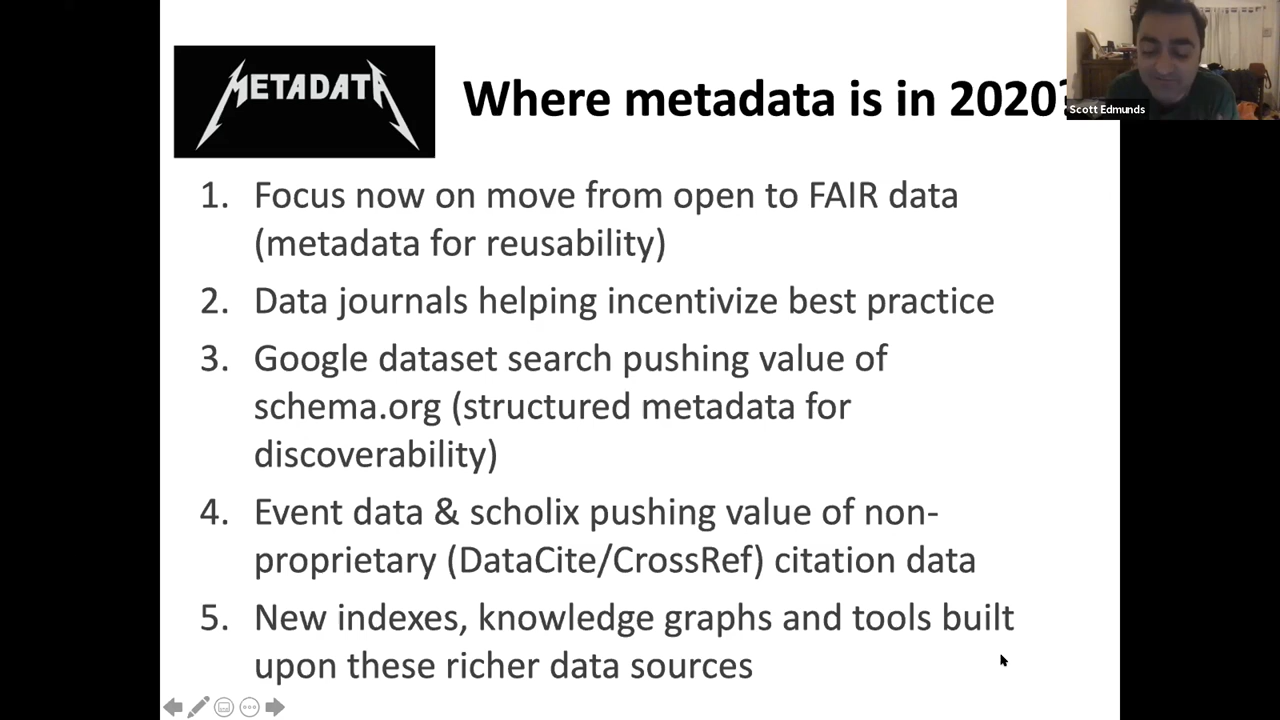 METADATA
Where metadata is in 2020?
Scott Edmunds
1. Focus now on move from open to FAIR data
(metadata for reusability)
2. Data journals helping incentivize best practice
3. Google dataset search pushing value of
schema.org (structured metadata for
discoverability)
4. Event data & scholix pushing value of non-
proprietary (DataCite/CrossRef) citation data
5. New indexes, knowledge graphs and tools built
upon these richer data sources